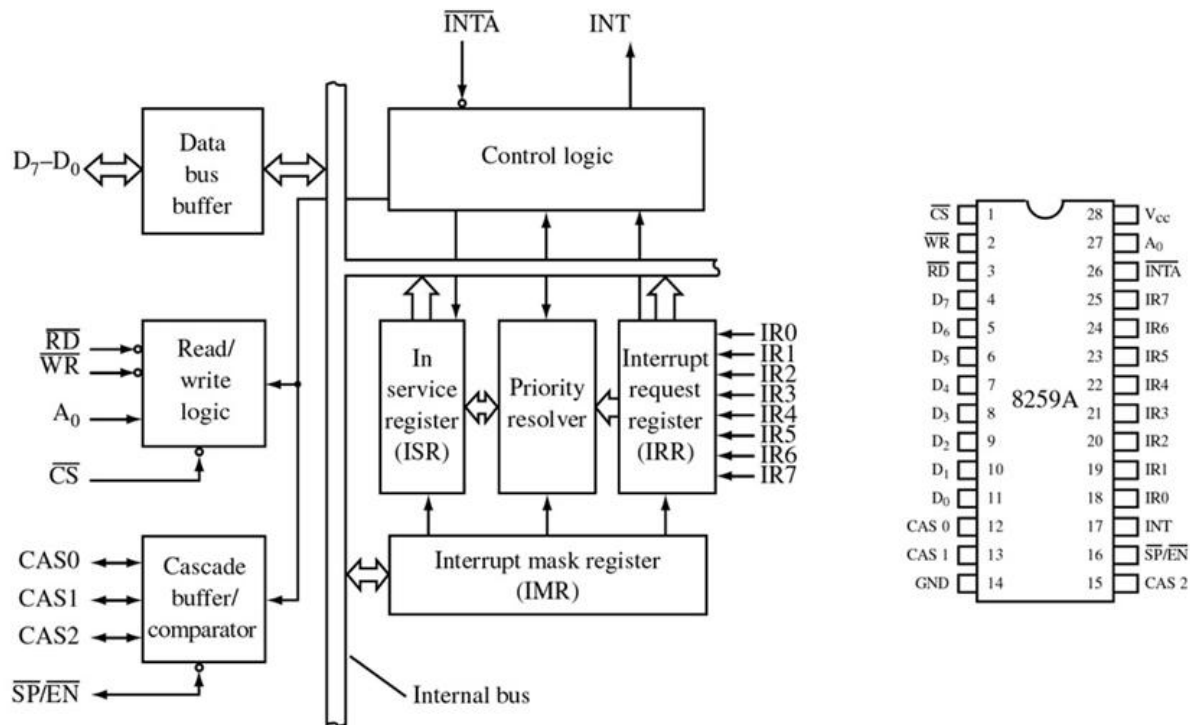 INTA INT
D7–D0
Data
bus
buffer
Control logic
RD
WR
A0
CS
Read/
write
logic
In
service
register
(ISR)
Priority
resolver
Interrupt
request
register
(IRR)
IR0
IR1
IR2
IR3
IR4
IR5
IR6
IR7
CAS0
CAS1
CAS2
SP/EN
Cascade
buffer/
comparator
Interrupt mask register
(IMR)
Internal bus
8259A
CS 1 28 Vcc
WR 2 27 A0
RD 3 26 INTA
D7 4 25 IR7
D6 5 24 IR6
D5 6 23 IR5
D4 7 22 IR4
D3 8 21 IR3
D2 9 20 IR2
D1 10 19 IR1
D0 11 18 IR0
CAS 0 12 17 INT
CAS 1 13 16 SP/EN
GND 14 15 CAS 2